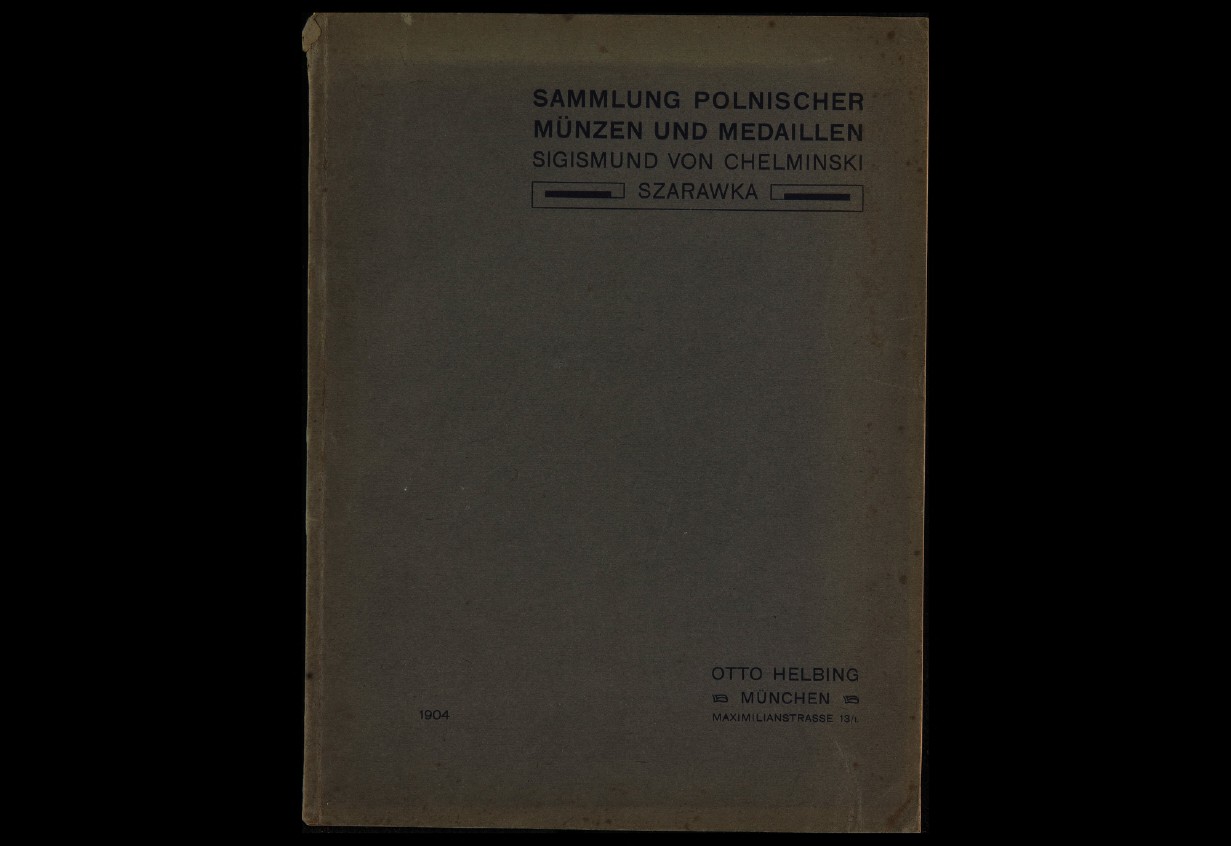 SAMMLUNG POLNISCHER
MÜNZEN UND MEDAILLEN
SIGISMUND VON CHELMINSKI
SZARAWKA
OTTO HELBING
MÜNCHEN
1904
MAXIMILIANSTRASSE 13/I.